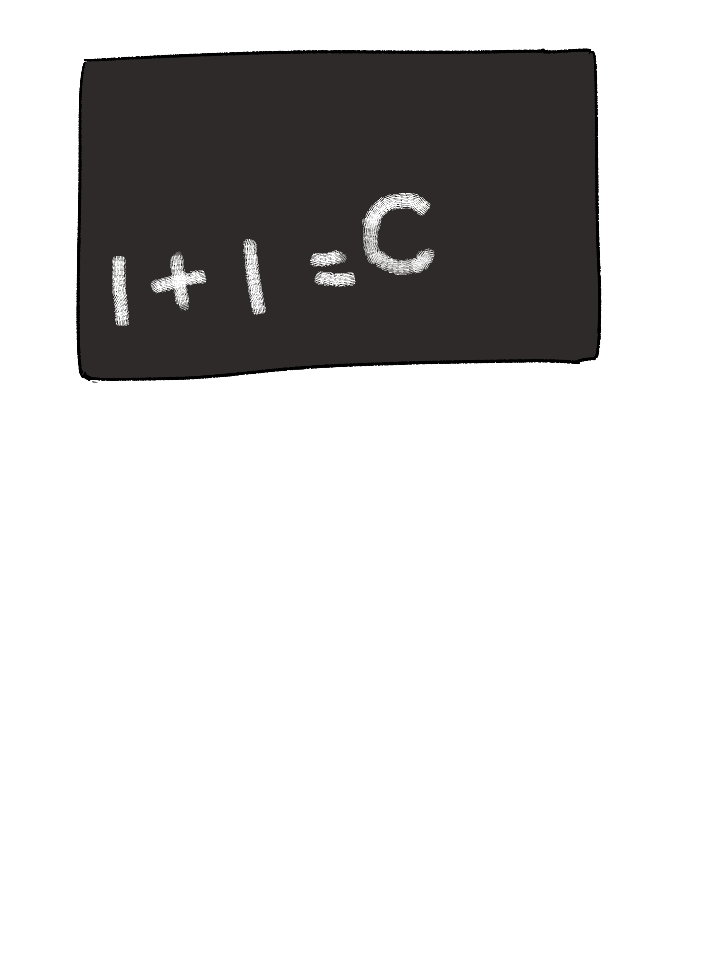 1 + 1 = C